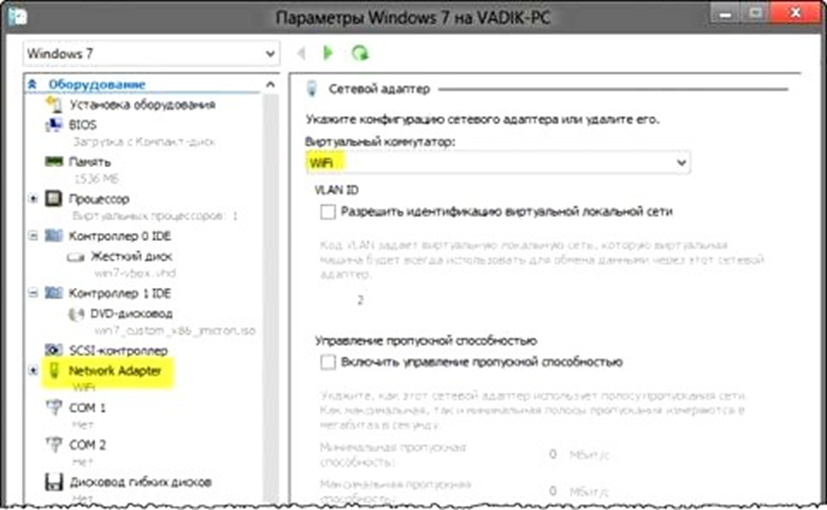 Параметры Windows 7 на VADIK-PC
Windows 7
Оборудование
Установка оборудования
BIOS
Загрузка с Компакт-диск
Память
1536 МБ
Процессор
Виртуальных процессоров: 1
Контроллер 0 IDE
Жесткий диск
win7-vbox.vhd
Контроллер 1 IDE
DVD-дисковод
win7_custom_x86_jmicron.iso
SCSI-контроллер
Network Adapter
WiFi
COM 1
Нет
COM 2
Нет
Дисковод гибких дисков
Нет
Сетевой адаптер
Укажите конфигурацию сетевого адаптера или удалите его.
Виртуальный коммутатор:
WiFi
VLAN ID
Разрешить идентификацию виртуальной локальной сети
Код VLAN задает виртуальную локальную сеть, которую виртуальная
машина будет всегда использовать для обмена данными через этот сетевой
адаптер.
2
Управление пропускной способностью
Включить управление пропускной способностью
Укажите, как этот сетевой адаптер использует полосу пропускания сети.
Как максимальная, так и минимальная полосы пропускания измеряются в
мегабитах в секунду.
Минимальная пропускная
способность:
0 Мбит/с
Максимальная пропускная
способность:
0 Мбит/с